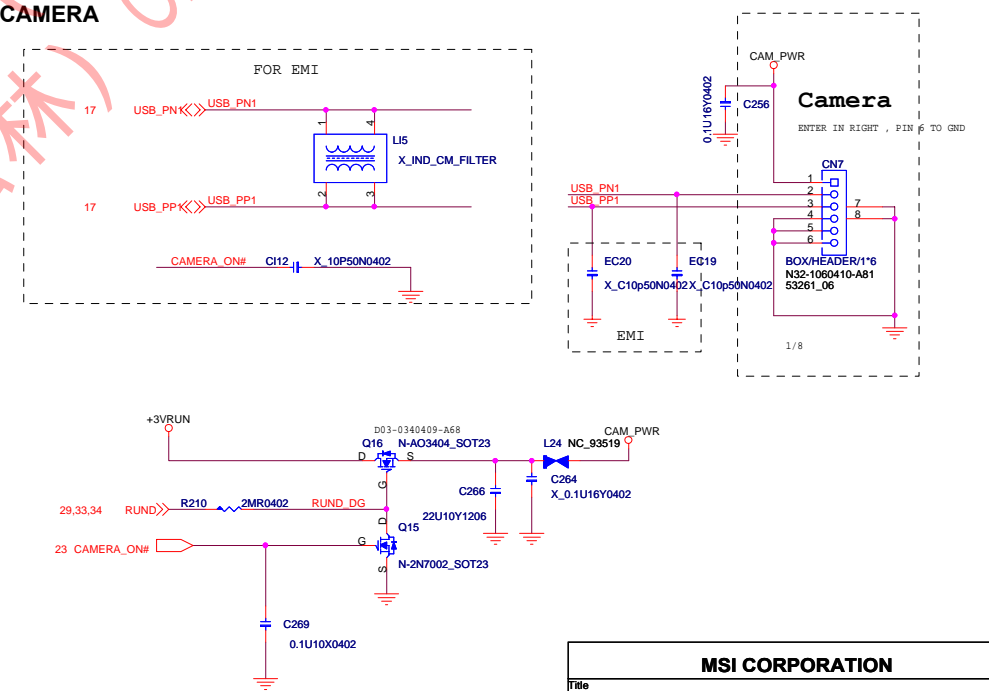 CAMERA
林）
FOR EMI
17 USB_PN1 USB_PN1
1 4
LI5
X_IND_CM_FILTER
2 3
17 USB_PP1 USB_PP1
CAMERA_ON# CI12 X_10P50N0402
CAM_PWR
0.1U16Y0402
C256
Camera
ENTER IN RIGHT , PIN 6 TO GND
CN7
USB_PN1
USB_PP1
1
2
3
4
5
6
7
8
BOX/HEADER/1*6
N32-1060410-A81
53261_06
EC20
X_C10p50N0402
EC19
X_C10p50N0402
EMI
1/8
+3VRUN
D03-0340409-A68
Q16 N-AO3404_SOT23
D S
G
L24 NC_93519
CAM_PWR
C266
22U10Y1206
C264
X_0.1U16Y0402
29,33,34 RUND R210 2MR0402 RUND_DG
D
Q15
G
S
N-2N7002_SOT23
23 CAMERA_ON#
C269
0.1U10X0402
MSI CORPORATION
Title